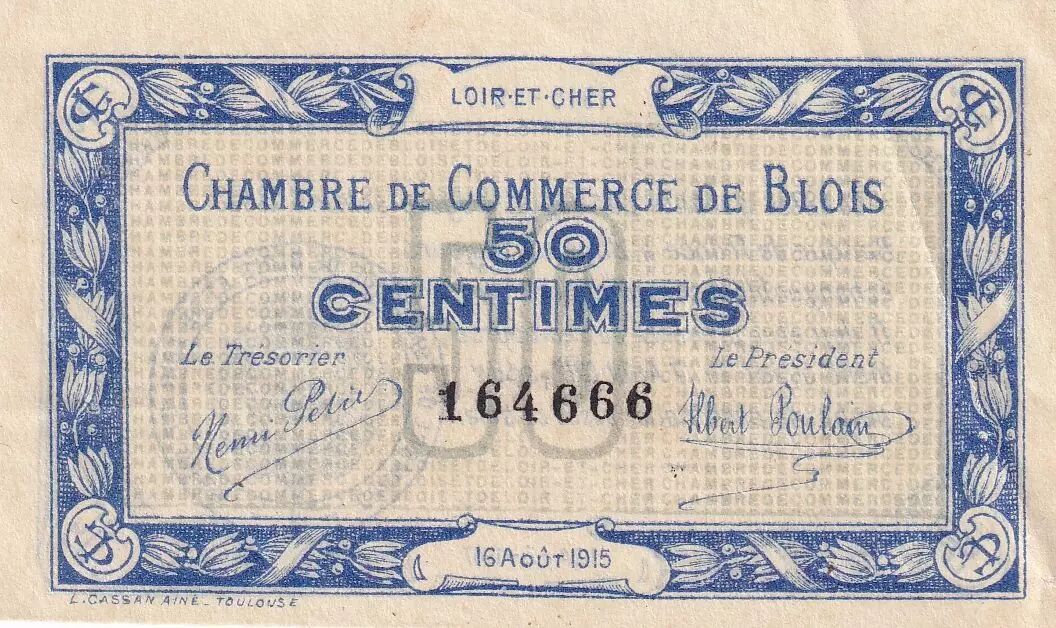 LOIR·ET·CHER
CHAMBRE DE COMMERCE DE BLOIS
50
CENTIMES
Le Trésorier
Le Président
Henri Petit
164666
Albert Poulain
16 Août 1915
L. CASSAN AINÉ - TOULOUSE